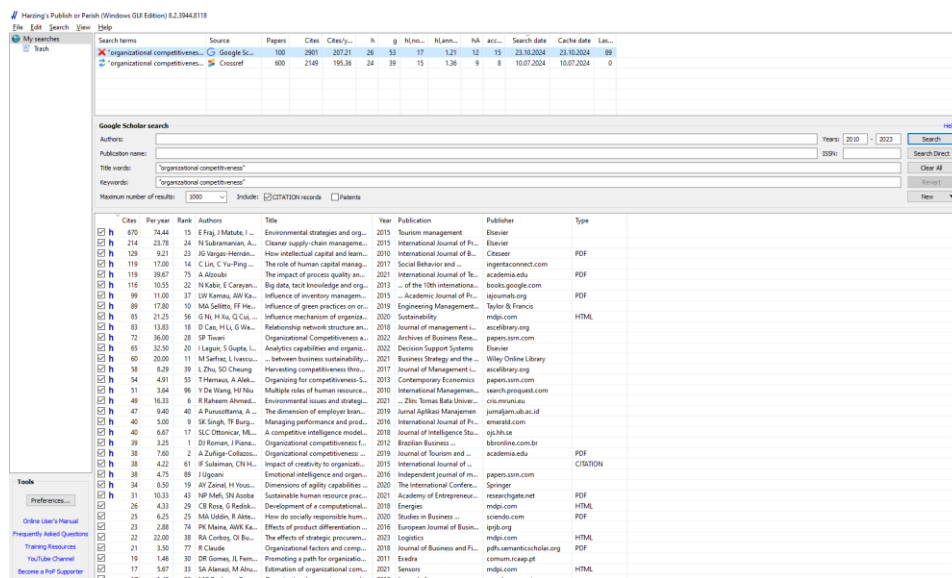 Harzing's Publish or Perish (Windows GUI Edition) 8.2.3944.8118
File Edit Search View Help
My searches
Trash
Search terms Source Papers Cites Cites/y... h g hI,no... hI,ann... hA acc... Search date Cache date Las...
"organizational competitivenes... Google Sc... 100 2901 207.21 26 53 17 1.21 12 15 23.10.2024 23.10.2024 89
"organizational competitivenes... Crossref 600 2149 195.36 24 39 15 1.36 9 8 10.07.2024 10.07.2024 0
Google Scholar search Hel
Authors: Years: 2010 - 2023 Search
Publication name: ISSN: Search Direct
Title words: "organizational competitiveness" Clear All
Keywords: "organizational competitiveness" Revert
Maximum number of results: 1000 Include: CITATION records Patents New
Cites Per year Rank Authors Title Year Publication Publisher Type
h 670 74.44 15 E Fraj, J Matute, I ... Environmental strategies and orga... 2015 Tourism management Elsevier
h 214 23.78 24 N Subramanian, A... Cleaner supply-chain manageme... 2015 International Journal of Pr... Elsevier
h 129 9.21 23 JG Vargas-Hernánd... How intellectual capital and learn... 2010 International Journal of B... Citeseer PDF
h 119 17.00 14 C Lin, C Yu-Ping ... The role of human capital manag... 2017 Social Behavior and ... ingentaconnect.com
h 119 39.67 75 A Alzoubi The impact of process quality an... 2021 International Journal of Te... academia.edu PDF
h 116 10.55 22 N Kabir, E Carayan... Big data, tacit knowledge and org... 2013 ... of the 10th internationa... books.google.com
h 99 11.00 37 LW Kamau, AW Ka... Influence of inventory managem... 2015 ... Academic Journal of Pr... iajournals.org PDF
h 89 17.80 10 MA Sellitto, FF He... Influence of green practices on or... 2019 Engineering Management... Taylor & Francis
h 85 21.25 56 G Ni, H Xu, Q Cui, ... Influence mechanism of organiza... 2020 Sustainability mdpi.com HTML
h 83 13.83 18 D Cao, H Li, G Wa... Relationship network structure an... 2018 Journal of management i... ascelibrary.org
h 72 36.00 28 SP Tiwari Organizational Competitiveness a... 2022 Archives of Business Rese... papers.ssrn.com
h 65 32.50 20 I Laguir, S Gupta, I... Analytics capabilities and organiz... 2022 Decision Support Systems Elsevier
h 60 20.00 11 M Sarfraz, L Ivascu... ... between business sustainability... 2021 Business Strategy and the ... Wiley Online Library
h 58 8.29 39 L Zhu, SO Cheung Harvesting competitiveness thro... 2017 Journal of Management i... ascelibrary.org
h 54 4.91 53 T Hernaus, A Alek... Organizing for competitiveness-S... 2013 Contemporary Economics papers.ssrn.com
h 51 3.64 96 Y De Wang, HJ Niu Multiple roles of human resource... 2010 International Managemen... search.proquest.com
h 49 16.33 6 R Raheem Ahmed... Environmental issues and strategi... 2021 ... Zlin: Tomas Bata Univer... cris.mruni.eu
h 47 9.40 40 A Purusottama, A ... The dimension of employer bran... 2019 Jurnal Aplikasi Manajemen jurnaljam.ub.ac.id
h 40 5.00 9 SK Singh, TF Burg... Managing performance and prod... 2016 International Journal of Pr... emerald.com
h 40 6.67 17 SLC Ottonicar, ML... A competitive intelligence model... 2018 Journal of Intelligence Stu... ojs.hh.se
h 39 3.25 1 DJ Roman, J Piana... Organizational competitiveness f... 2012 Brazilian Business ... bbronline.com.br
h 38 7.60 2 A Zuñiga-Collazos... Organizational competitiveness: ... 2019 Journal of Tourism and ... academia.edu PDF
h 38 4.22 61 IF Sulaiman, CN H... Impact of creativity to organizati... 2015 International Journal of ... CITATION
h 38 4.75 89 J Ugoani Emotional intelligence and organ... 2016 Independent journal of m... papers.ssrn.com
h 34 8.50 19 AY Zainal, H Yous... Dimensions of agility capabilities ... 2020 The International Confere... Springer
h 31 10.33 43 NP Mefi, SN Asoba Sustainable human resource prac... 2021 Academy of Entrepreneur... researchgate.net PDF
26 4.33 29 CB Rosa, G Redisk... Development of a computational... 2018 Energies mdpi.com HTML
25 6.25 25 MA Uddin, R Akte... How do socially responsible hum... 2020 Studies in Business ... sciendo.com PDF
23 2.88 74 PK Maina, AWK Ka... Effects of product differentiation ... 2016 European Journal of Busin... iprjb.org
22 22.00 38 RA Corbos, OI Bu... The effects of strategic procurem... 2023 Logistics mdpi.com HTML
21 3.50 77 R Claude Organizational factors and comp... 2018 Journal of Business and Fi... pdfs.semanticscholar.org PDF
19 1.46 30 DR Gomes, JL Fern... Promoting a path for organizatio... 2011 Exedra comum.rcaap.pt
17 5.67 33 SA Alanasi, M Alru... Estimation of organizational com... 2021 Sensors mdpi.com HTML
Tools
Preferences...
Online User's Manual
Frequently Asked Questions
Training Resources
YouTube Channel
Become a PoP Supporter